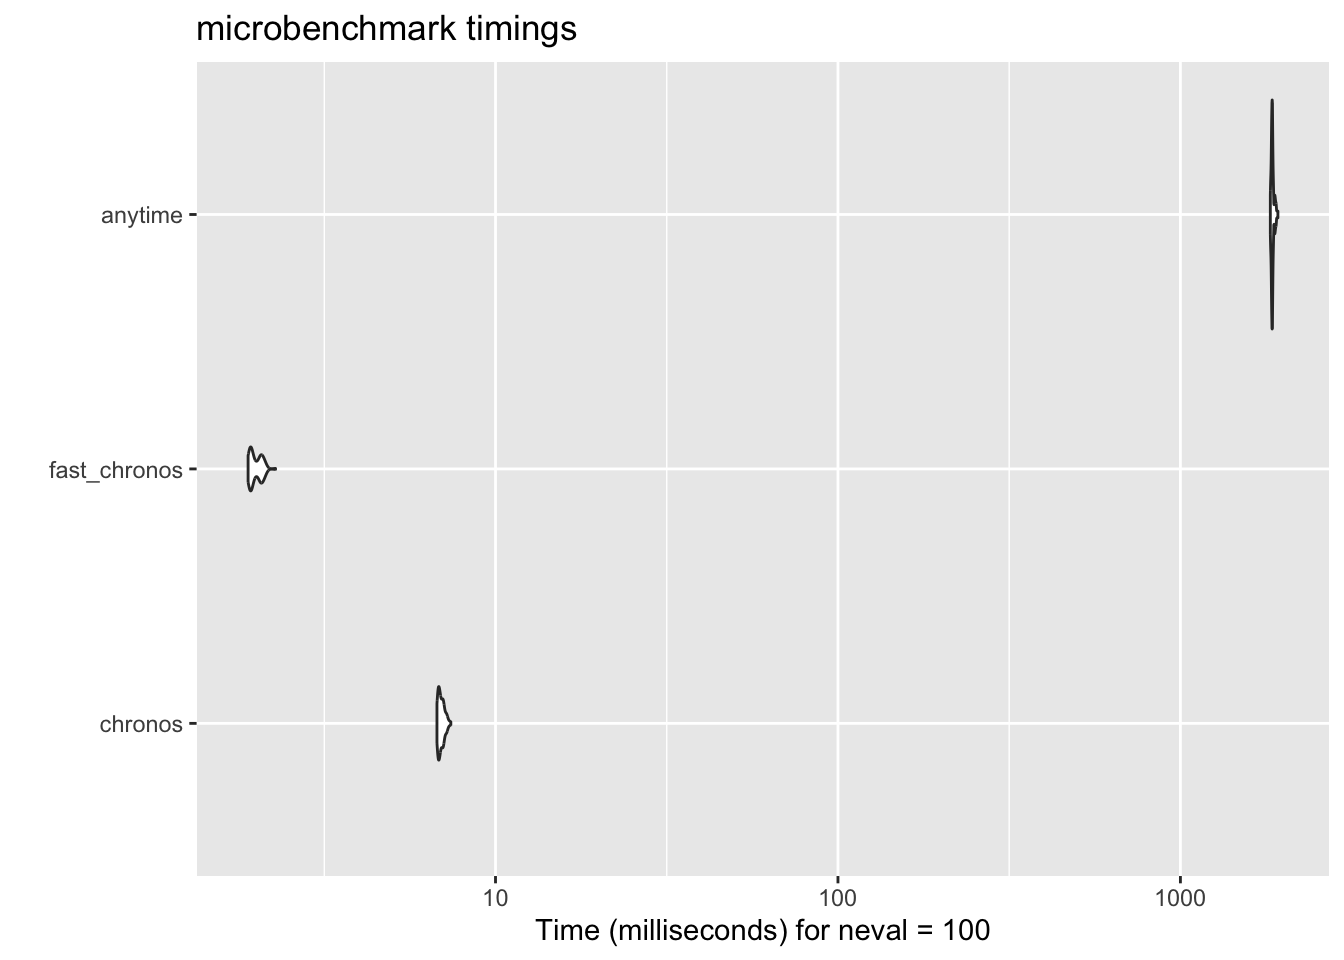 microbenchmark timings
anytime
fast_chronos
chronos
10 100 1000
Time (milliseconds) for neval = 100